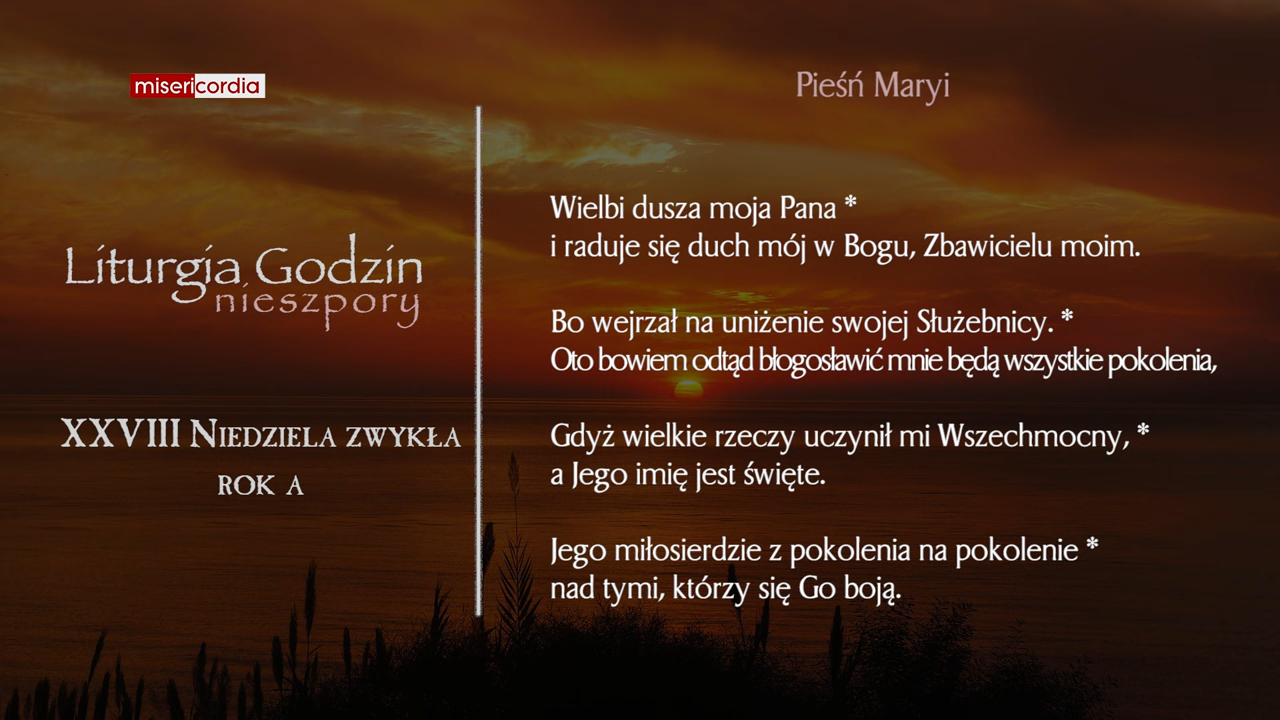 misericordia
Liturgia Godzin
nieszpory
XXVIII Niedziela zwykła
rok A
Pieśń Maryi
Wielbi dusza moja Pana *
i raduje się duch mój w Bogu, Zbawicielu moim.
Bo wejrzał na uniżenie swojej Służebnicy. *
Oto bowiem odtąd błogosławić mnie będą wszystkie pokolenia,
Gdyż wielkie rzeczy uczynił mi Wszechmocny, *
a Jego imię jest święte.
Jego miłosierdzie z pokolenia na pokolenie *
nad tymi, którzy się Go boją.